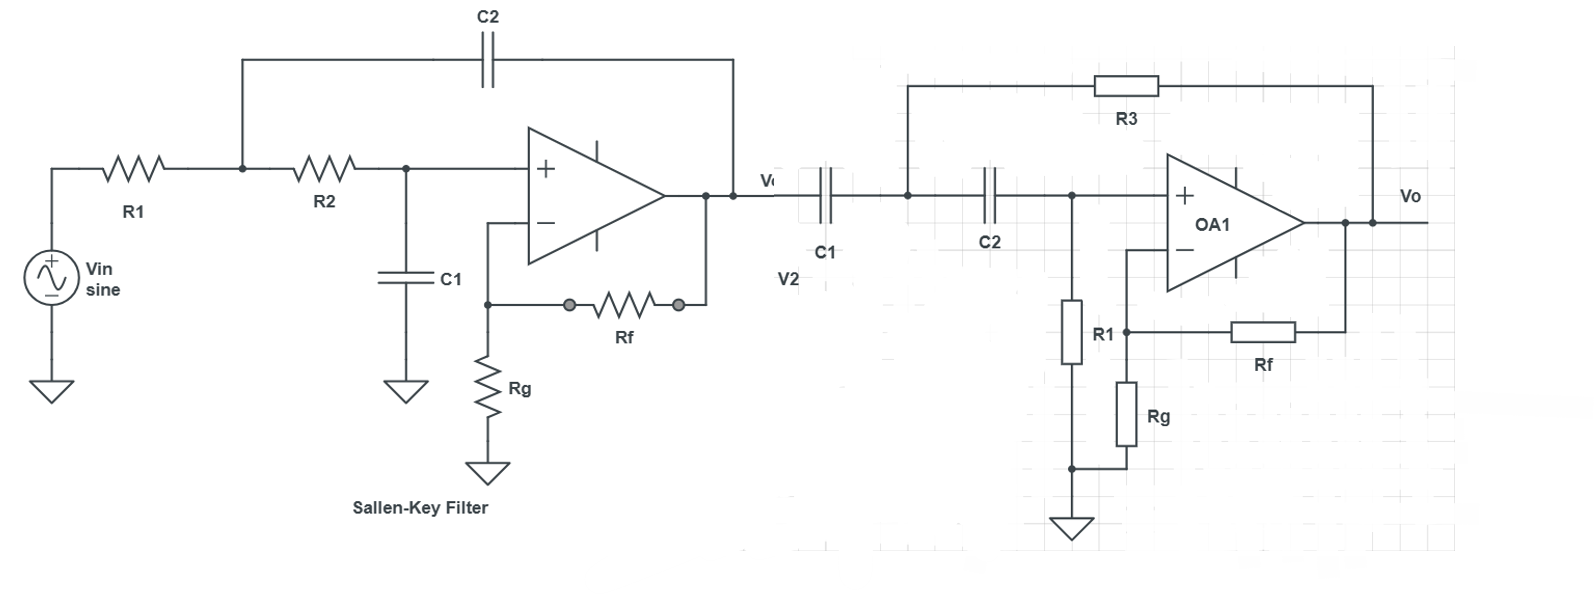 C2
R1
R2
Vin
sine
C1
Rf
Rg
Sallen-Key Filter
V2
C1
C2
R3
OA1
Vo
R1
Rf
Rg